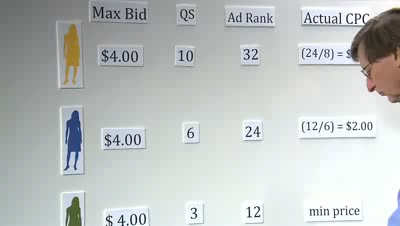 Max Bid QS Ad Rank Actual CPC
$4.00 10 32 (24/8) = $
$4.00 6 24 (12/6) = $2.00
$ 4.00 3 12 min price